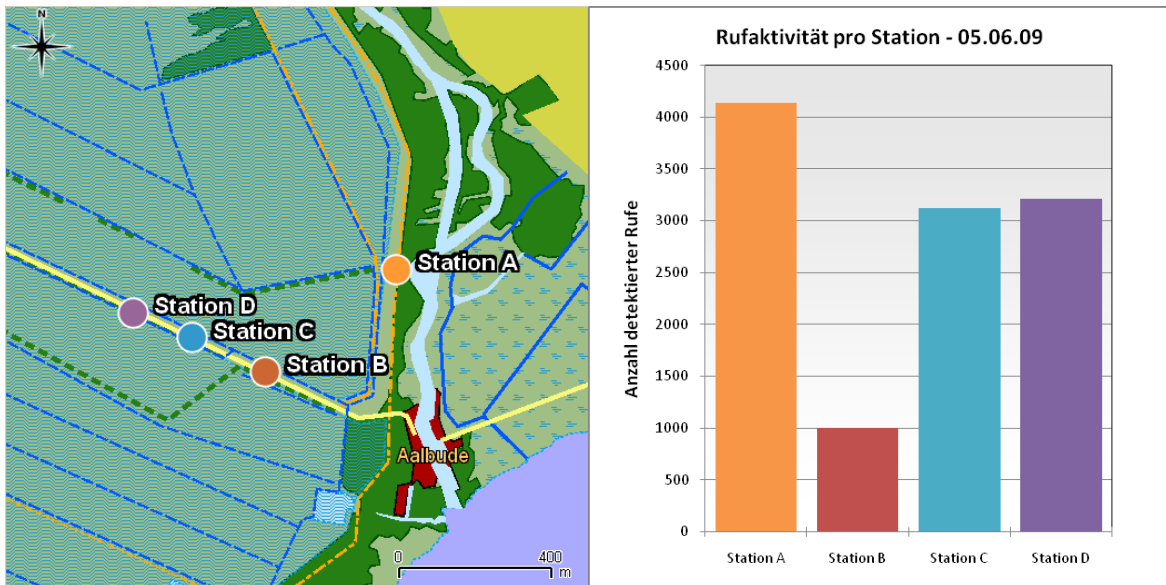 N
Station A
Station D
Station C
Station B
Aalbude
0 400
m
Rufaktivität pro Station - 05.06.09
Anzahl detektierter Rufe
4500
4000
3500
3000
2500
2000
1500
1000
500
0
Station A Station B Station C Station D